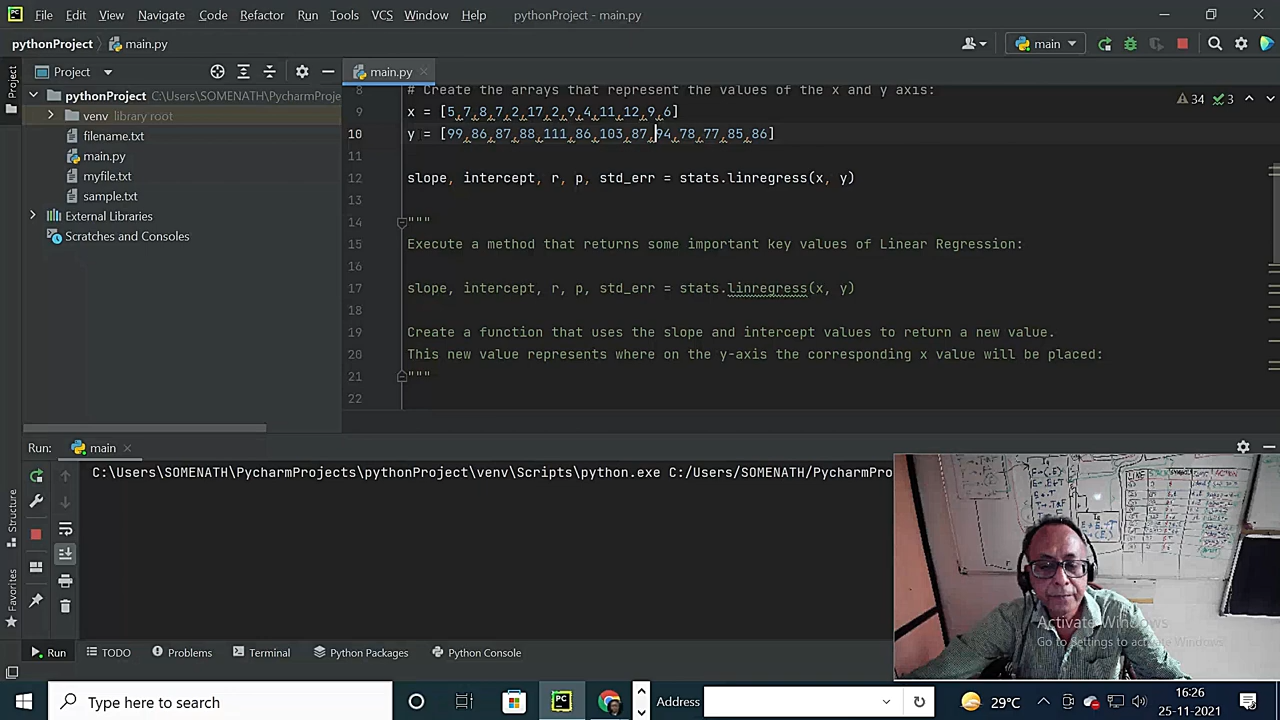 File Edit View Navigate Code Refactor Run Tools VCS Window Help pythonProject - main.py
pythonProject main.py main
Project main.py
8 # Create the arrays that represent the values of the x and y axis:
34 3
pythonProject C:\Users\SOMENATH\PycharmProje
9 x = [5,7,8,7,2,17,2,9,4,11,12,9,6]
venv library root
10 y = [99,86,87,88,111,86,103,87,94,78,77,85,86]
filename.txt
11
main.py
12 slope, intercept, r, p, std_err = stats.linregress(x, y)
myfile.txt
13
sample.txt
14 """
External Libraries
15 Execute a method that returns some important key values of Linear Regression:
Scratches and Consoles
16
17 slope, intercept, r, p, std_err = stats.linregress(x, y)
18
19 Create a function that uses the slope and intercept values to return a new value.
20 This new value represents where on the y-axis the corresponding x value will be placed:
21 """
22
Run: main
C:\Users\SOMENATH\PycharmProjects\pythonProject\venv\Scripts\python.exe C:/Users/SOMENATH/PycharmPro
Structure
Favorites
Activate Windows
Go to Settings to activate Windows.
Run TODO Problems Terminal Python Packages Python Console
Type here to search
Address
29°C
16:26
25-11-2021